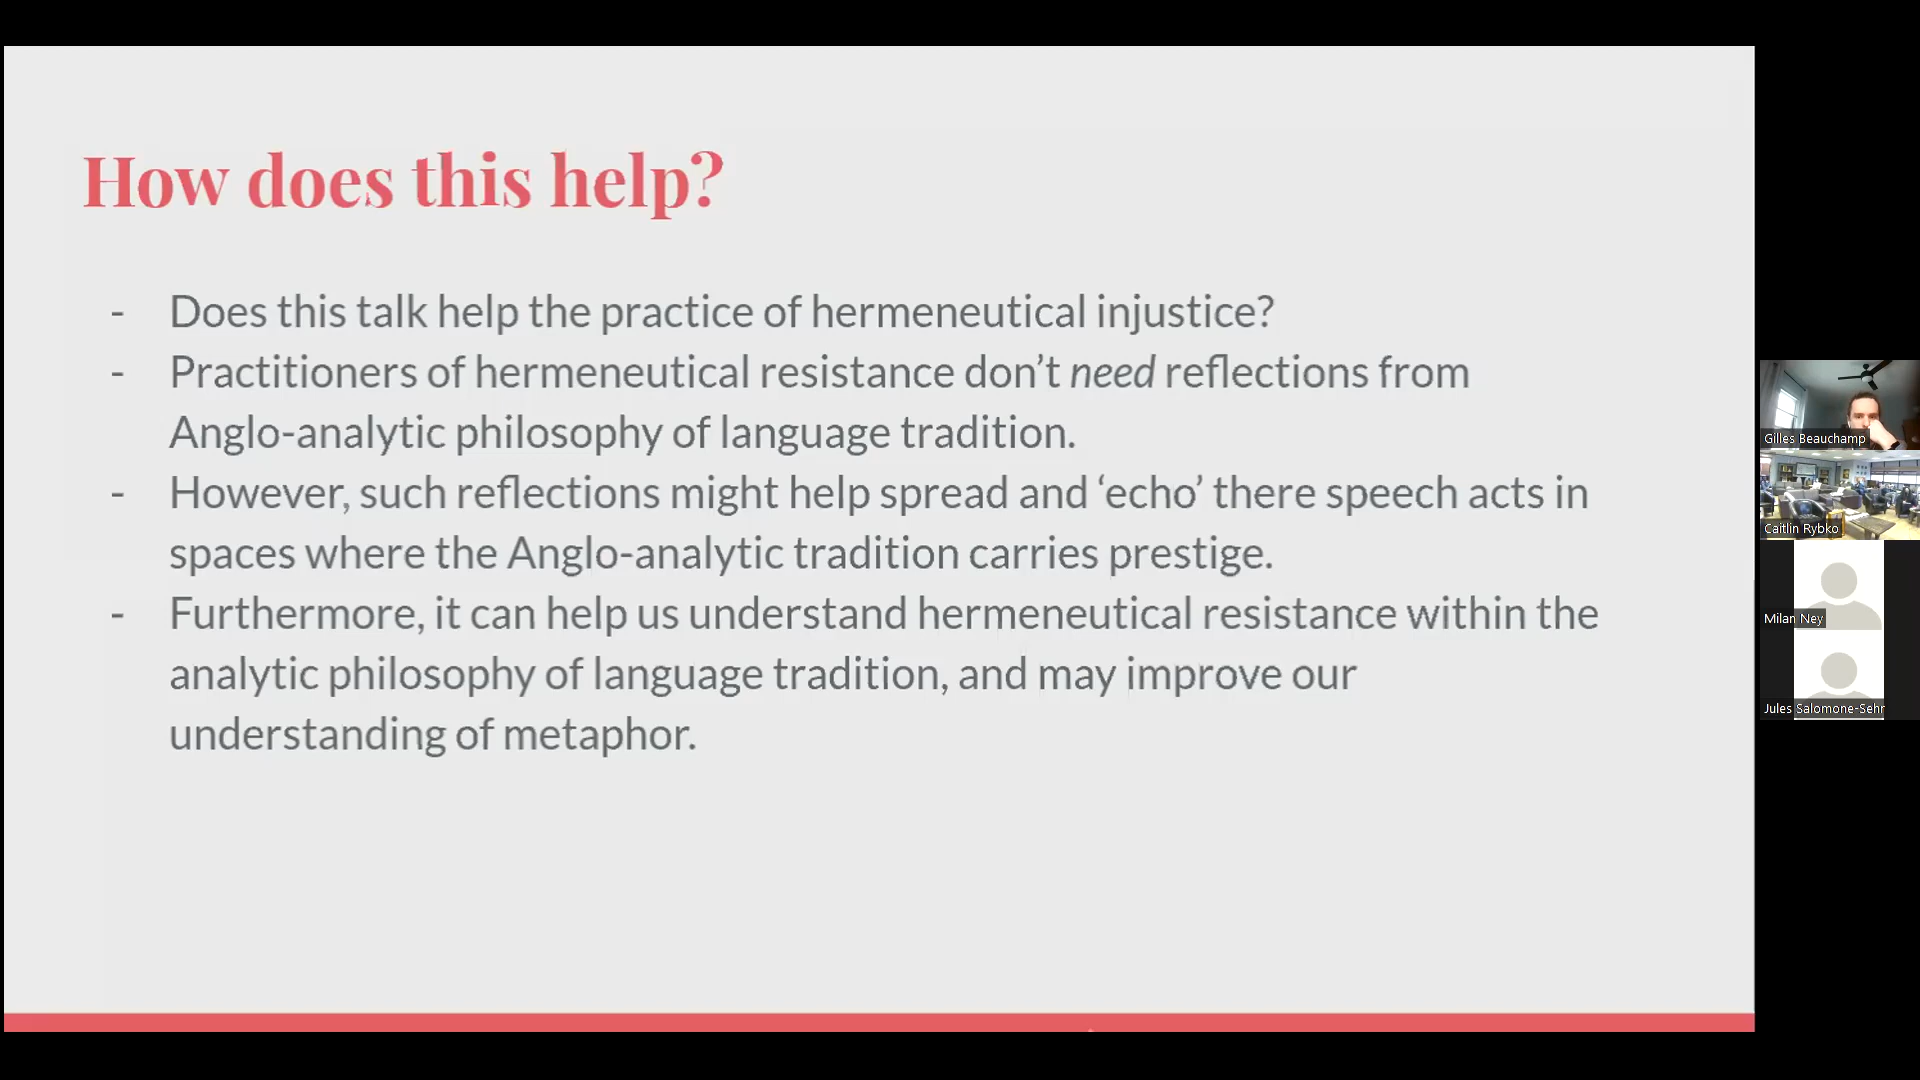 How does this help?
- Does this talk help the practice of hermeneutical injustice?
- Practitioners of hermeneutical resistance don’t need reflections from
Anglo-analytic philosophy of language tradition.
- However, such reflections might help spread and ‘echo’ there speech acts in
spaces where the Anglo-analytic tradition carries prestige.
- Furthermore, it can help us understand hermeneutical resistance within the
analytic philosophy of language tradition, and may improve our
understanding of metaphor.
Gilles Beauchamp
Caitlin Rybko
Milan Ney
Jules Salomone-Sehr